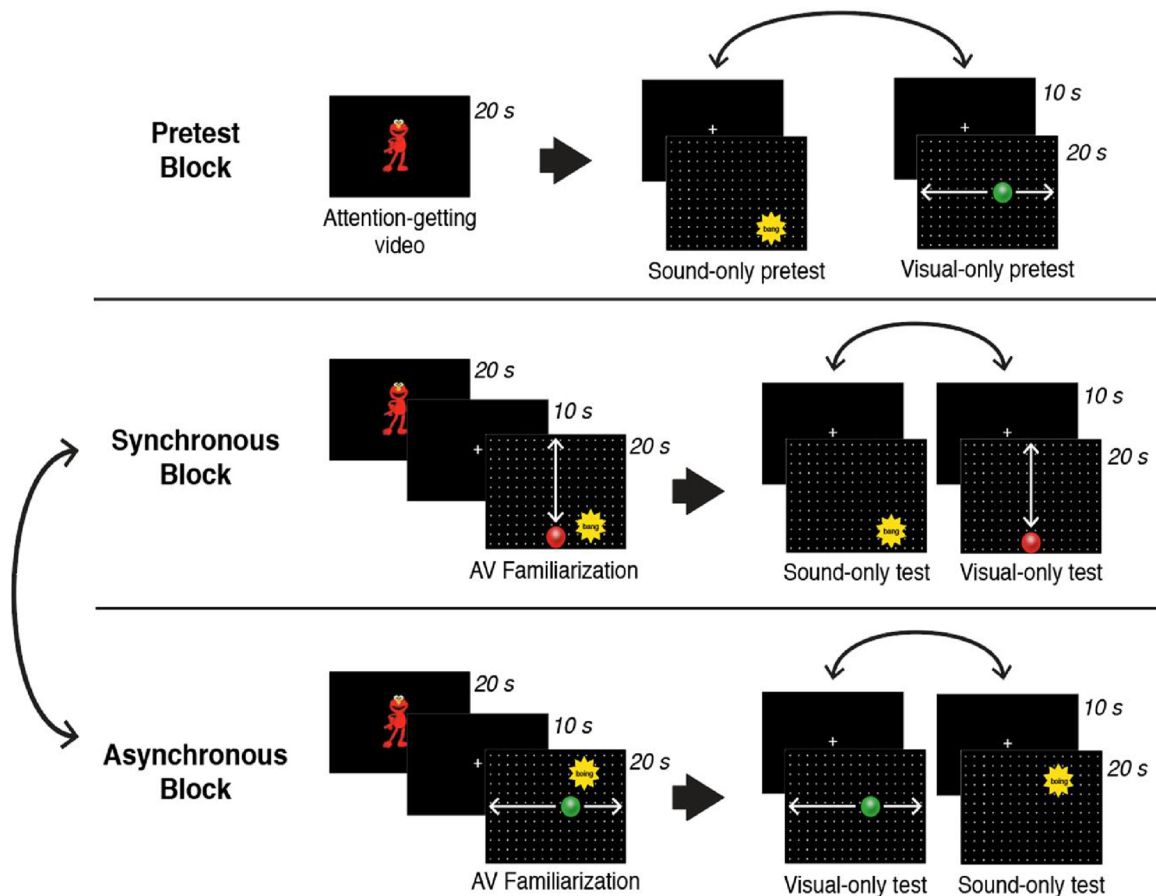 20 s
10 s
Pretest
Block
20 s
bang
Attention-getting
video
Sound-only pretest
Visual-only pretest
20 s
10 s
10 s
Synchronous
Block
20 s
20 s
bang
bang
AV Familiarization
Sound-only test
Visual-only test
20 s
10 s
10 s
Asynchronous
Block
20 s
20 s
boing
boing
AV Familiarization
Visual-only test
Sound-only test